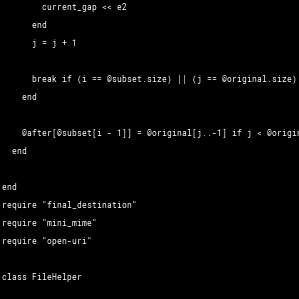 current_gap << e2
end
j = j + 1
break if (i == @subset.size) || (j == @original.size)
end
@after[@subset[i - 1]] = @original[j..-1] if j <
end
end
require "final_destination"
require "mini_mime"
require "open-uri"
class FileHelper